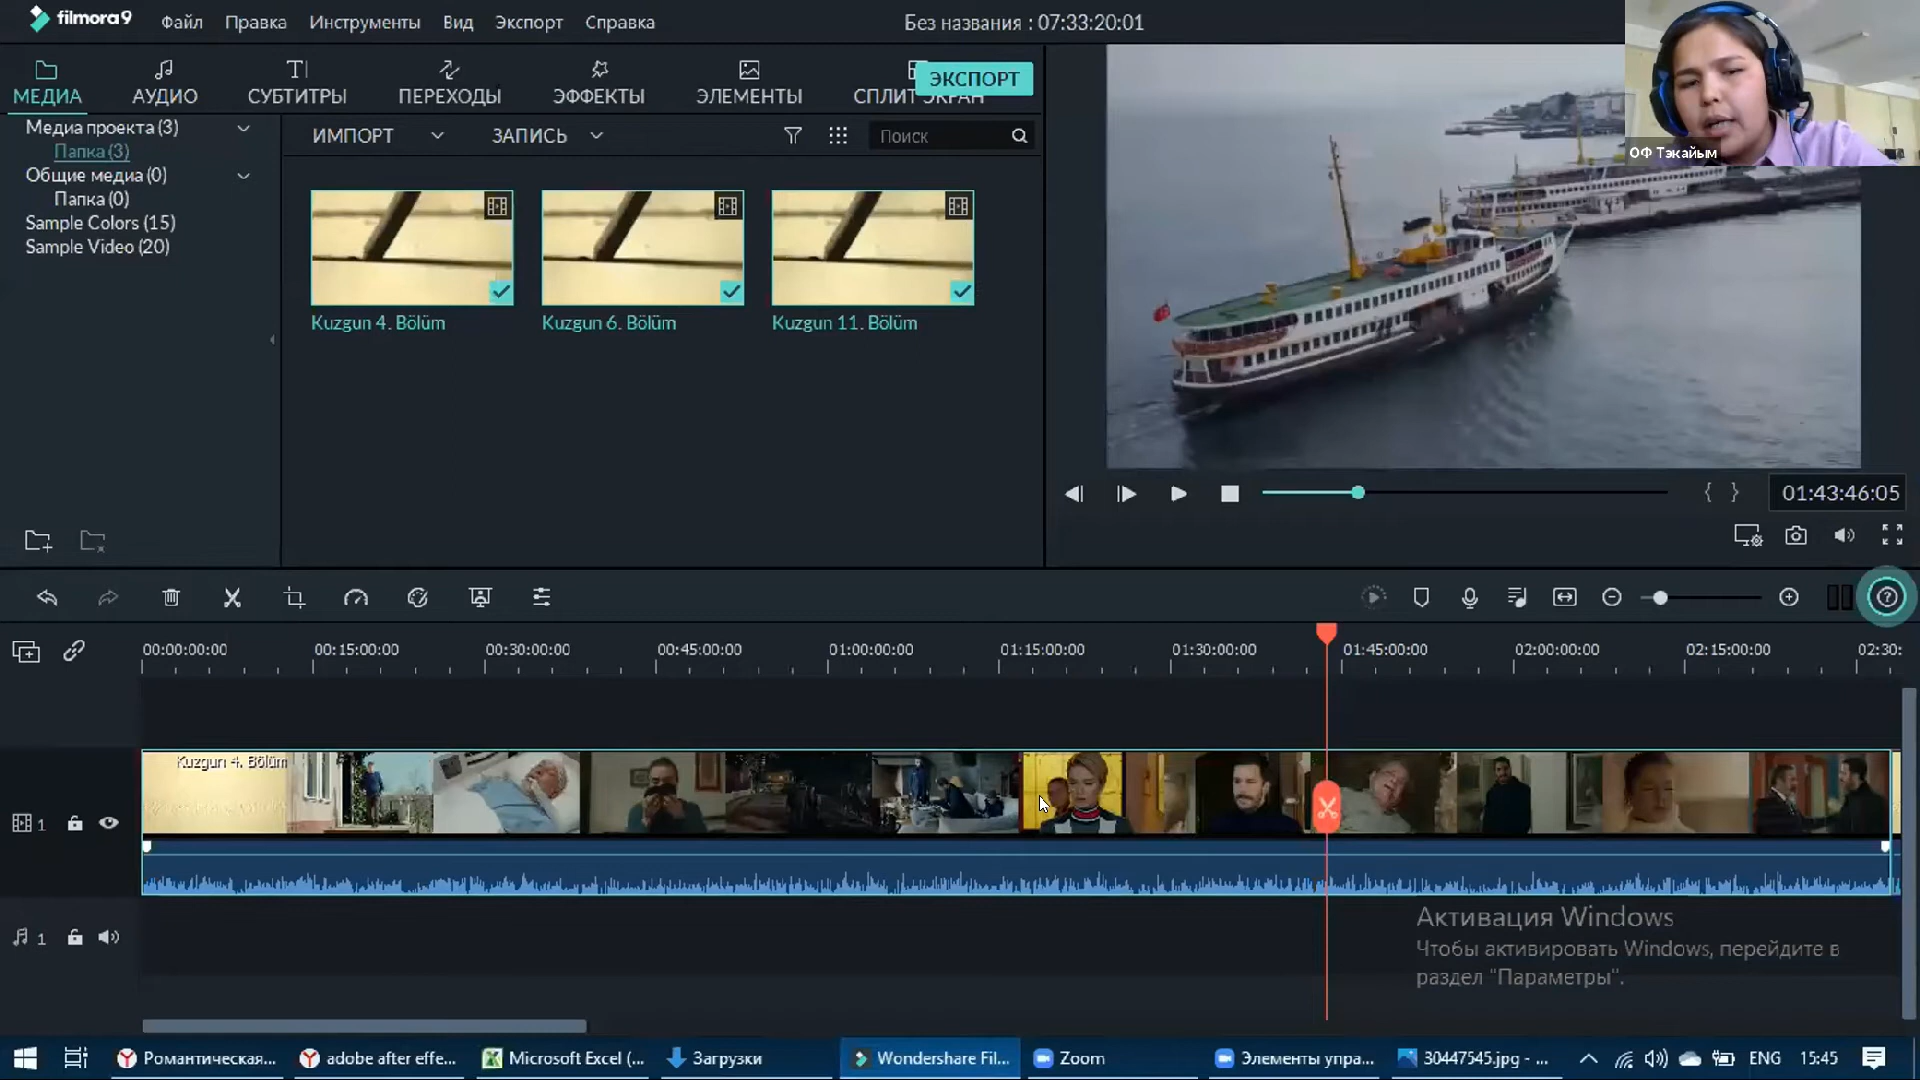 filmora9
Файл Правка Инструменты Вид Экспорт Справка
Без названия : 07:33:20:01
МЕДИА АУДИО СУБТИТРЫ ПЕРЕХОДЫ ЭФФЕКТЫ ЭЛЕМЕНТЫ СПЛИТ ЭКРАН
ЭКСПОРТ
Медиа проекта (3)
Папка (3)
Общие медиа (0)
Папка (0)
Sample Colors (15)
Sample Video (20)
ИМПОРТ ЗАПИСЬ Поиск
Kuzgun 4. Bölüm Kuzgun 6. Bölüm Kuzgun 11. Bölüm
ОФ Тэкайым
01:43:46:05
00:00:00:00 00:15:00:00 00:30:00:00 00:45:00:00 01:00:00:00 01:15:00:00 01:30:00:00 01:45:00:00 02:00:00:00 02:15:00:00 02:30:
Kuzgun 4. Bölüm
1
1
Активация Windows
Чтобы активировать Windows, перейдите в
раздел "Параметры".
Романтическая... adobe after effe... Microsoft Excel (... Загрузки Wondershare Fil... Zoom Элементы упра... 30447545.jpg - ... ENG 15:45